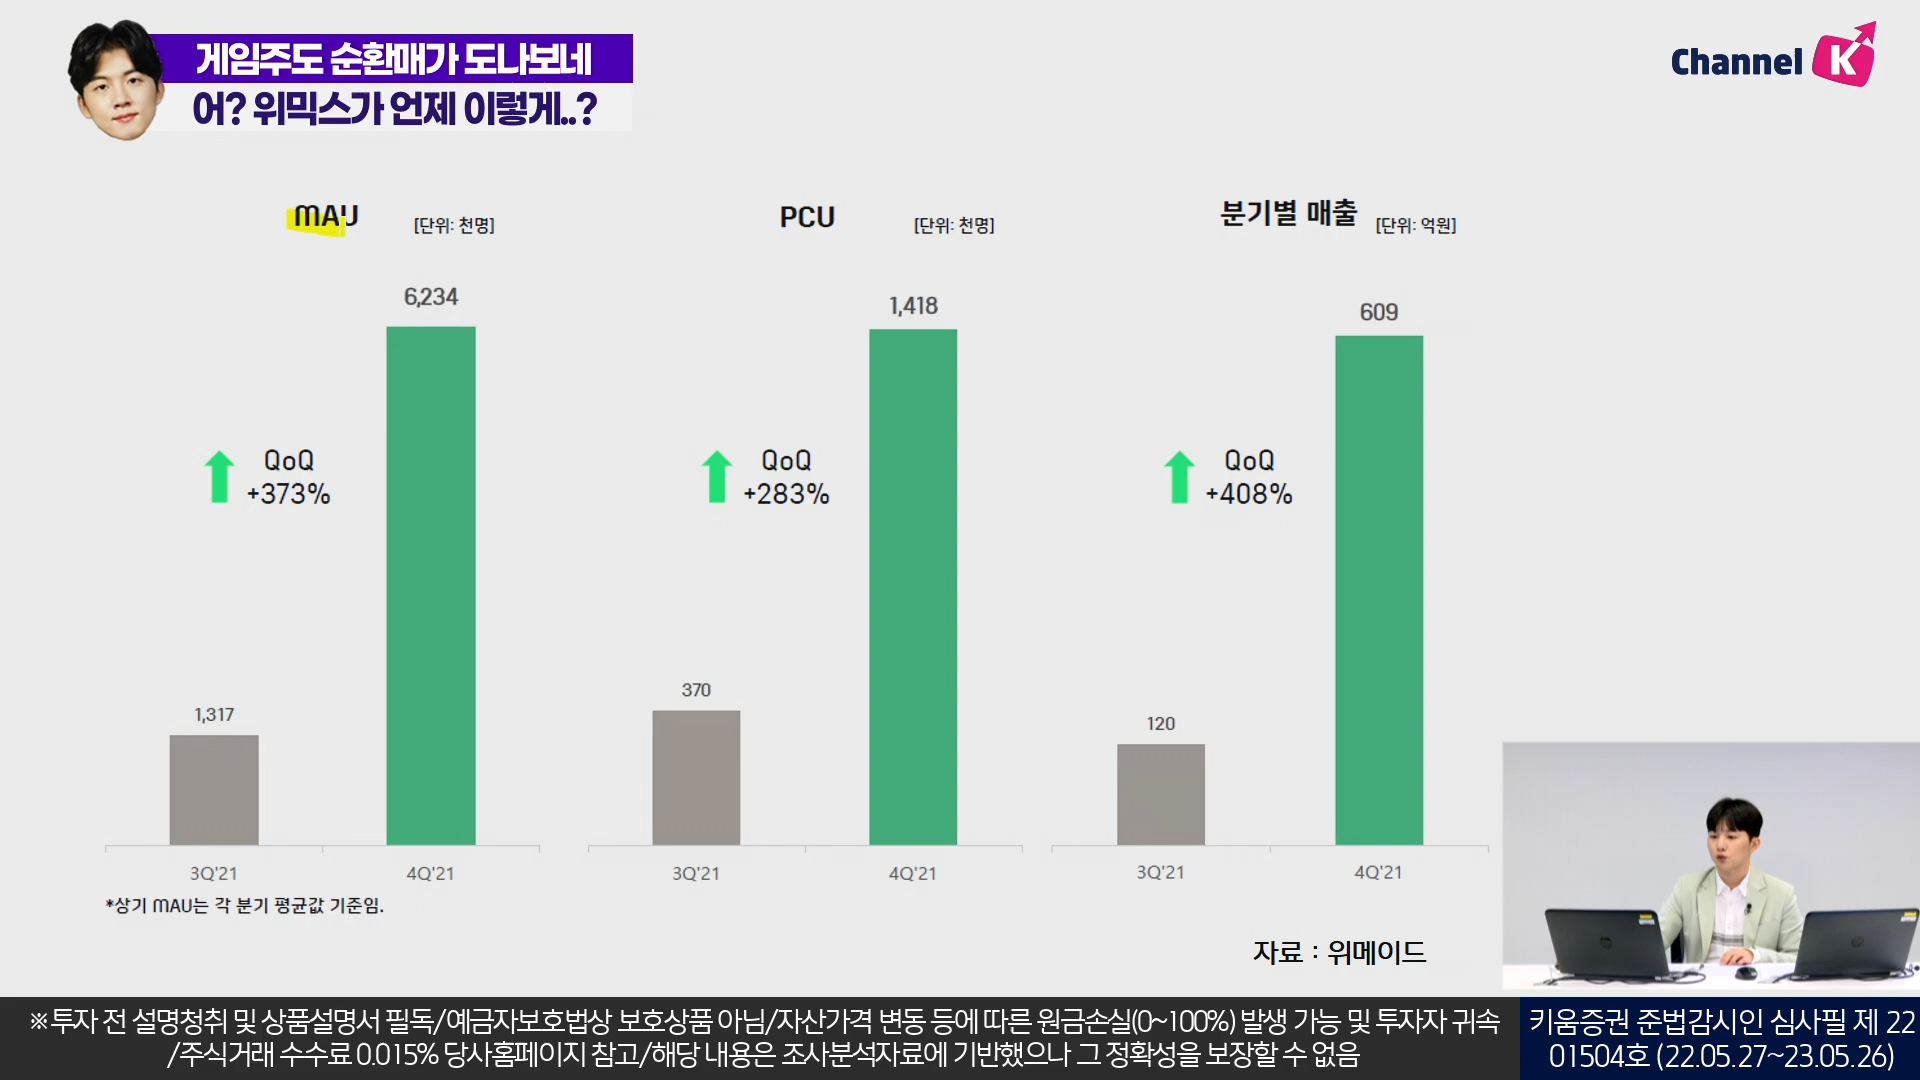 게임주도 순환매가 도나보네
어? 위믹스가 언제 이렇게..?
Channel K
MAU [단위: 천명]
6,234
QoQ
+373%
1,317
3Q'21 4Q'21
*상기 MAU는 각 분기 평균값 기준임.
PCU [단위: 천명]
1,418
QoQ
+283%
370
3Q'21 4Q'21
분기별 매출 [단위: 억원]
609
QoQ
+408%
120
3Q'21 4Q'21
자료 : 위메이드
※투자 전 설명청취 및 상품설명서 필독/예금자보호법상 보호상품 아님/자산가격 변동 등에 따른 원금손실(0~100%) 발생 가능 및 투자자 귀속
/주식거래 수수료 0.015% 당사홈페이지 참고/해당 내용은 조사분석자료에 기반했으나 그 정확성을 보장할 수 없음
키움증권 준법감시인 심사필 제 22
01504호 (22.05.27~23.05.26)